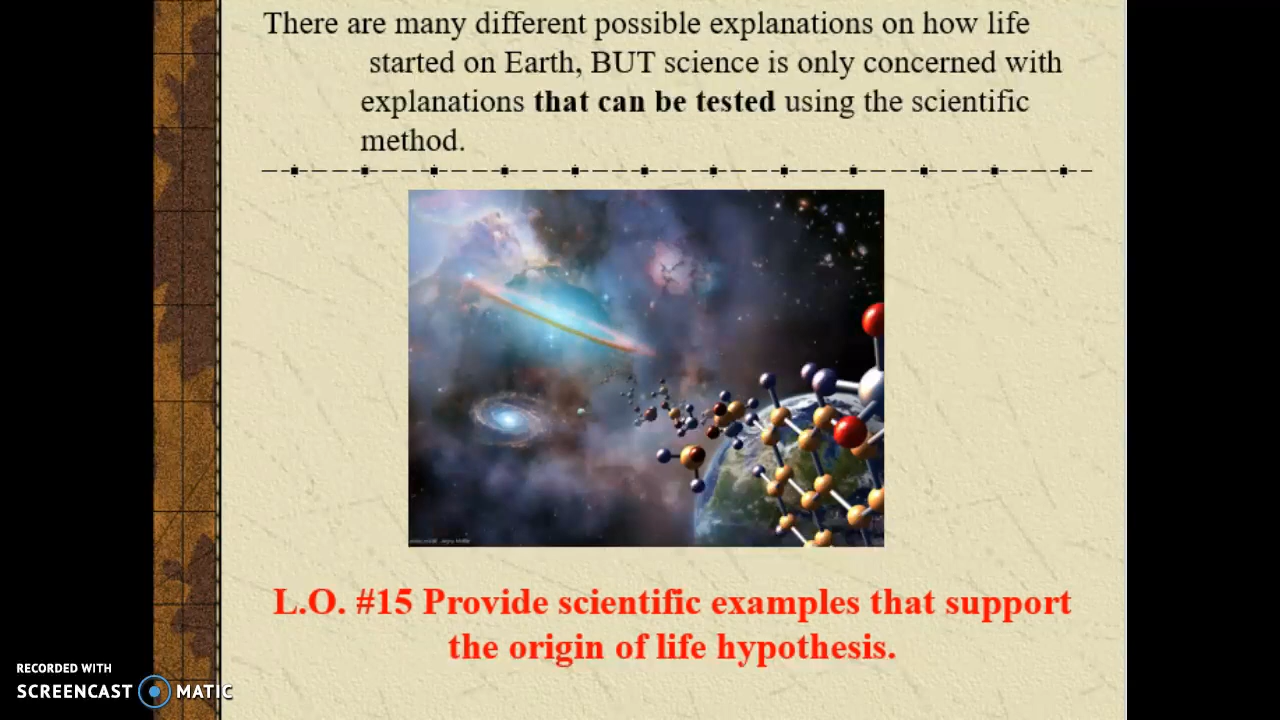 There are many different possible explanations on how life
started on Earth, BUT science is only concerned with
explanations that can be tested using the scientific
method.
L.O. #15 Provide scientific examples that support
the origin of life hypothesis.
RECORDED WITH
SCREENCAST MATIC